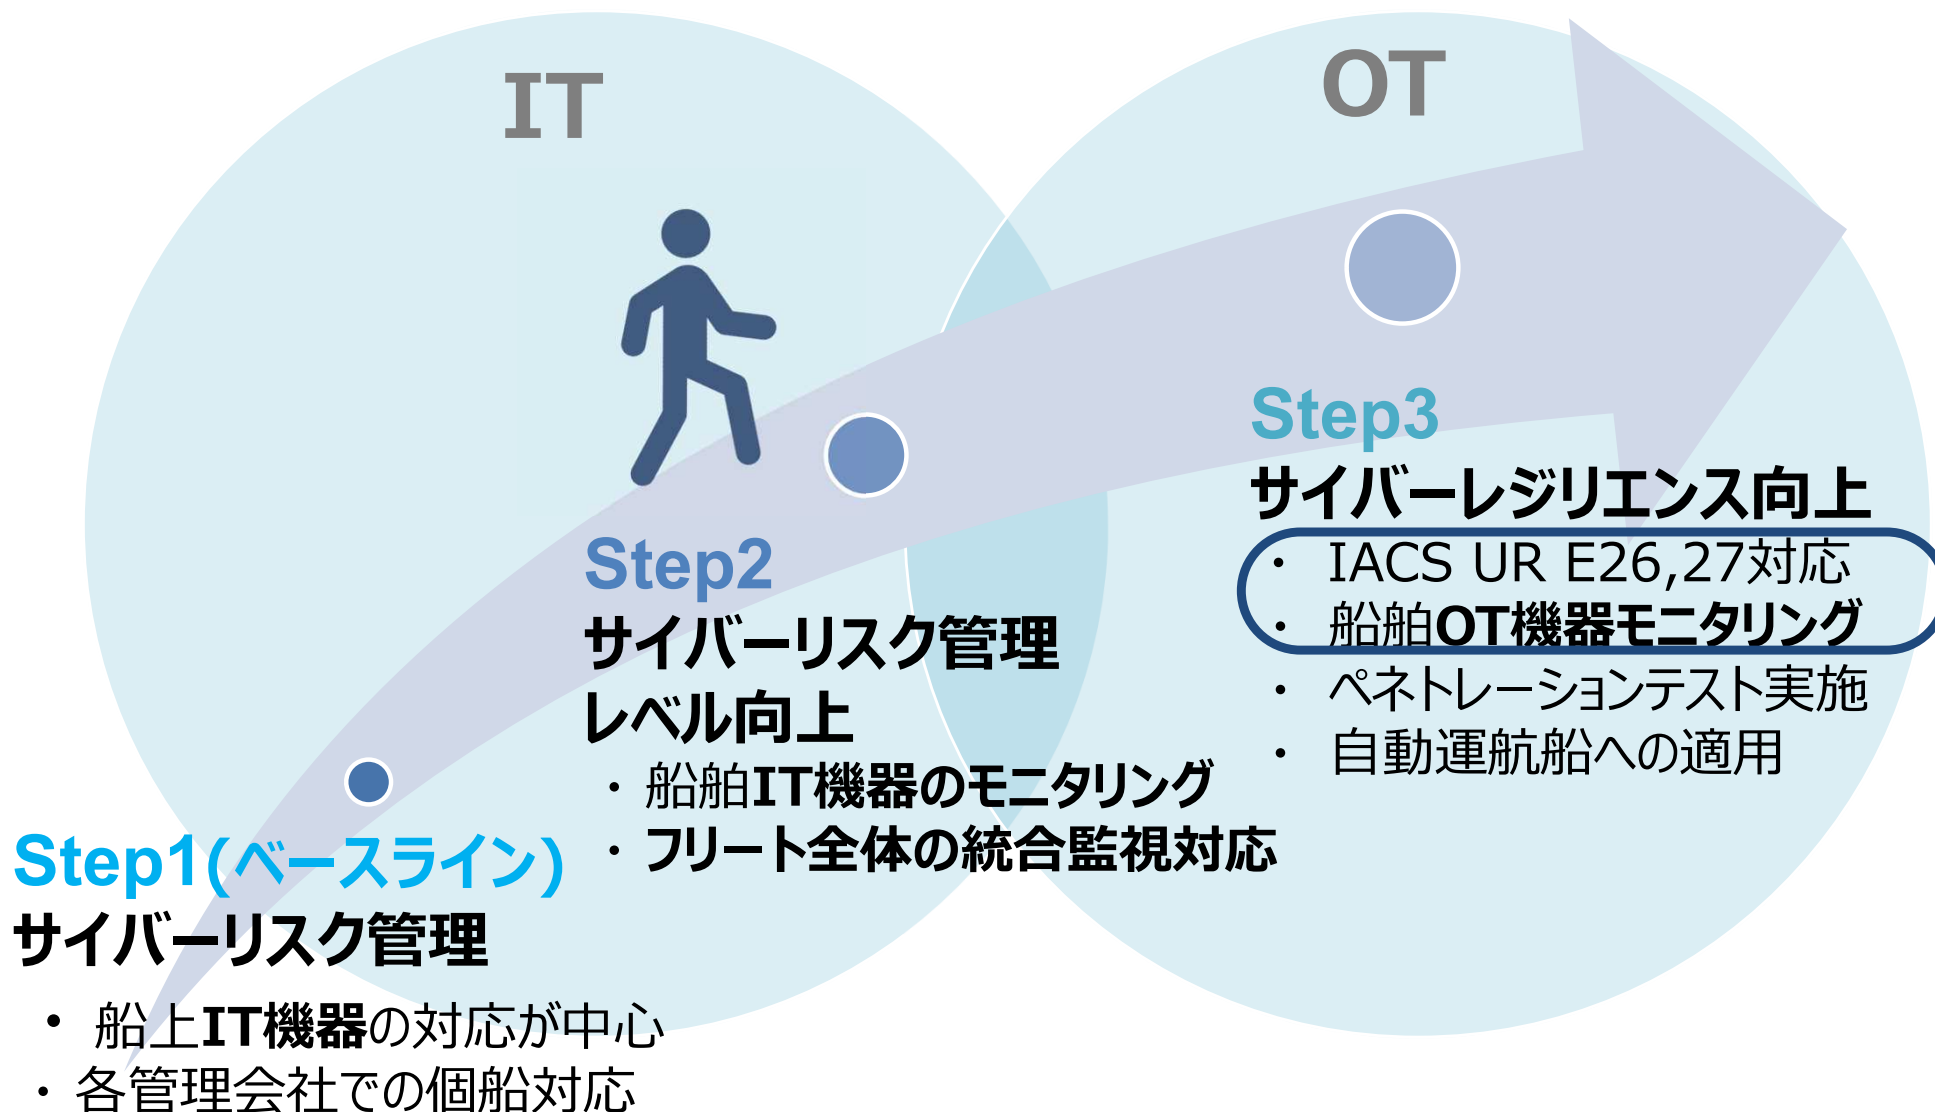 IT
OT
Step1(ベースライン)
サイバーリスク管理
・ 船上IT機器の対応が中心
・各管理会社での個船対応
Step2
サイバーリスク管理
レベル向上
・船舶IT機器のモニタリング
・フリート全体の統合監視対応
Step3
サイバーレジリエンス向上
・ IACS UR E26,27対応
・ 船舶OT機器モニタリング
・ ペネトレーションテスト実施
・ 自動運航船への適用